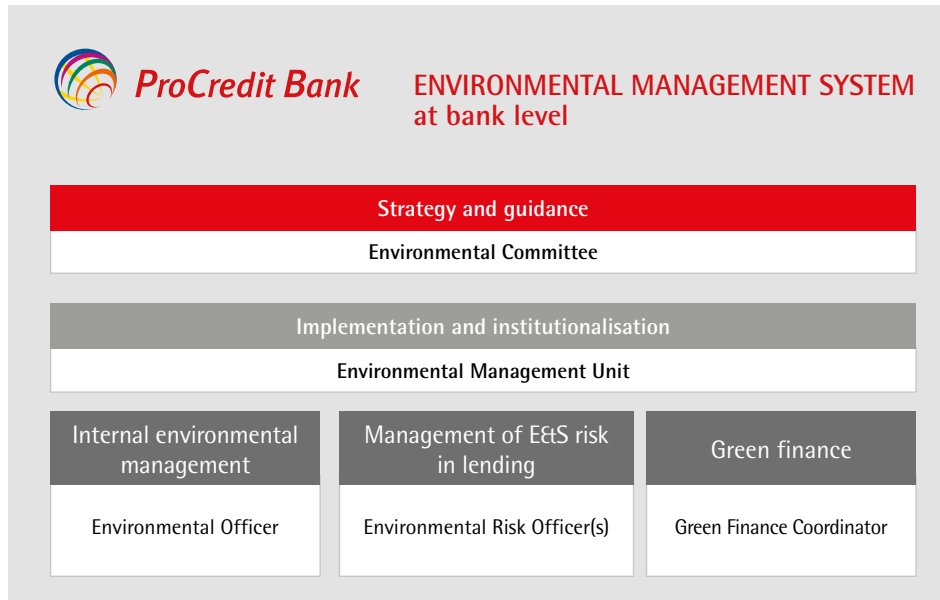 ProCredit Bank
ENVIRONMENTAL MANAGEMENT SYSTEM
at bank level
Strategy and guidance
Environmental Committee
Implementation and institutionalisation
Environmental Management Unit
Internal environmental
management
Environmental Officer
Management of E&S risk
in lending
Environmental Risk Officer(s)
Green finance
Green Finance Coordinator